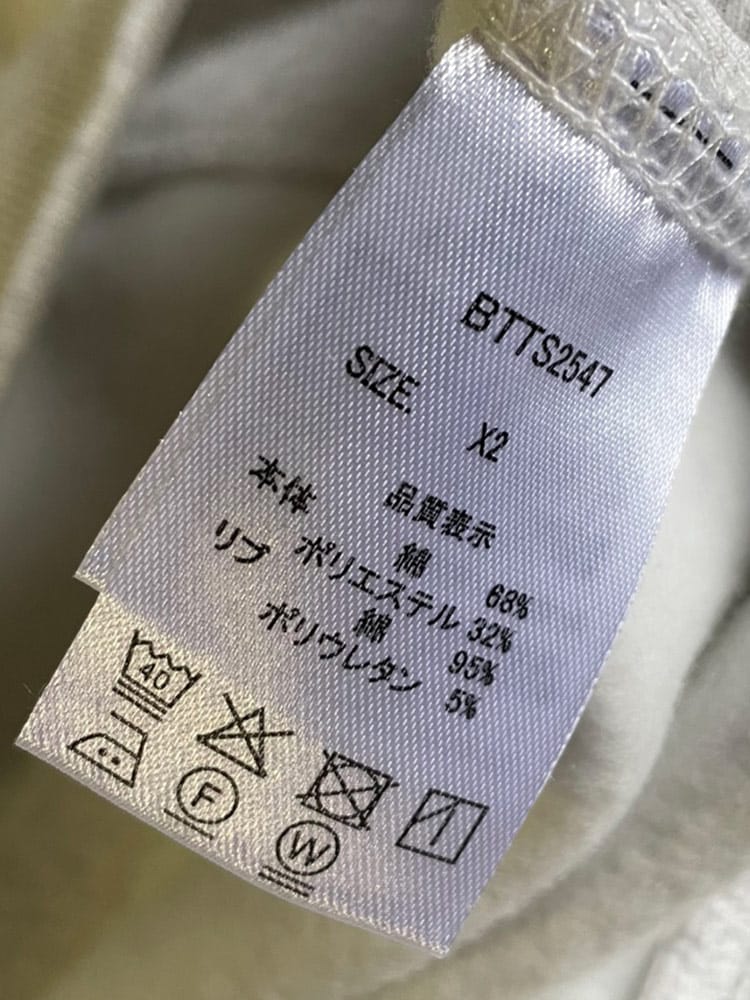 BTTS2547
SIZE. X2
品質表示
本体 綿 68%
ポリエステル 32%
リブ 綿 95%
ポリウレタン 5%
40
F
W